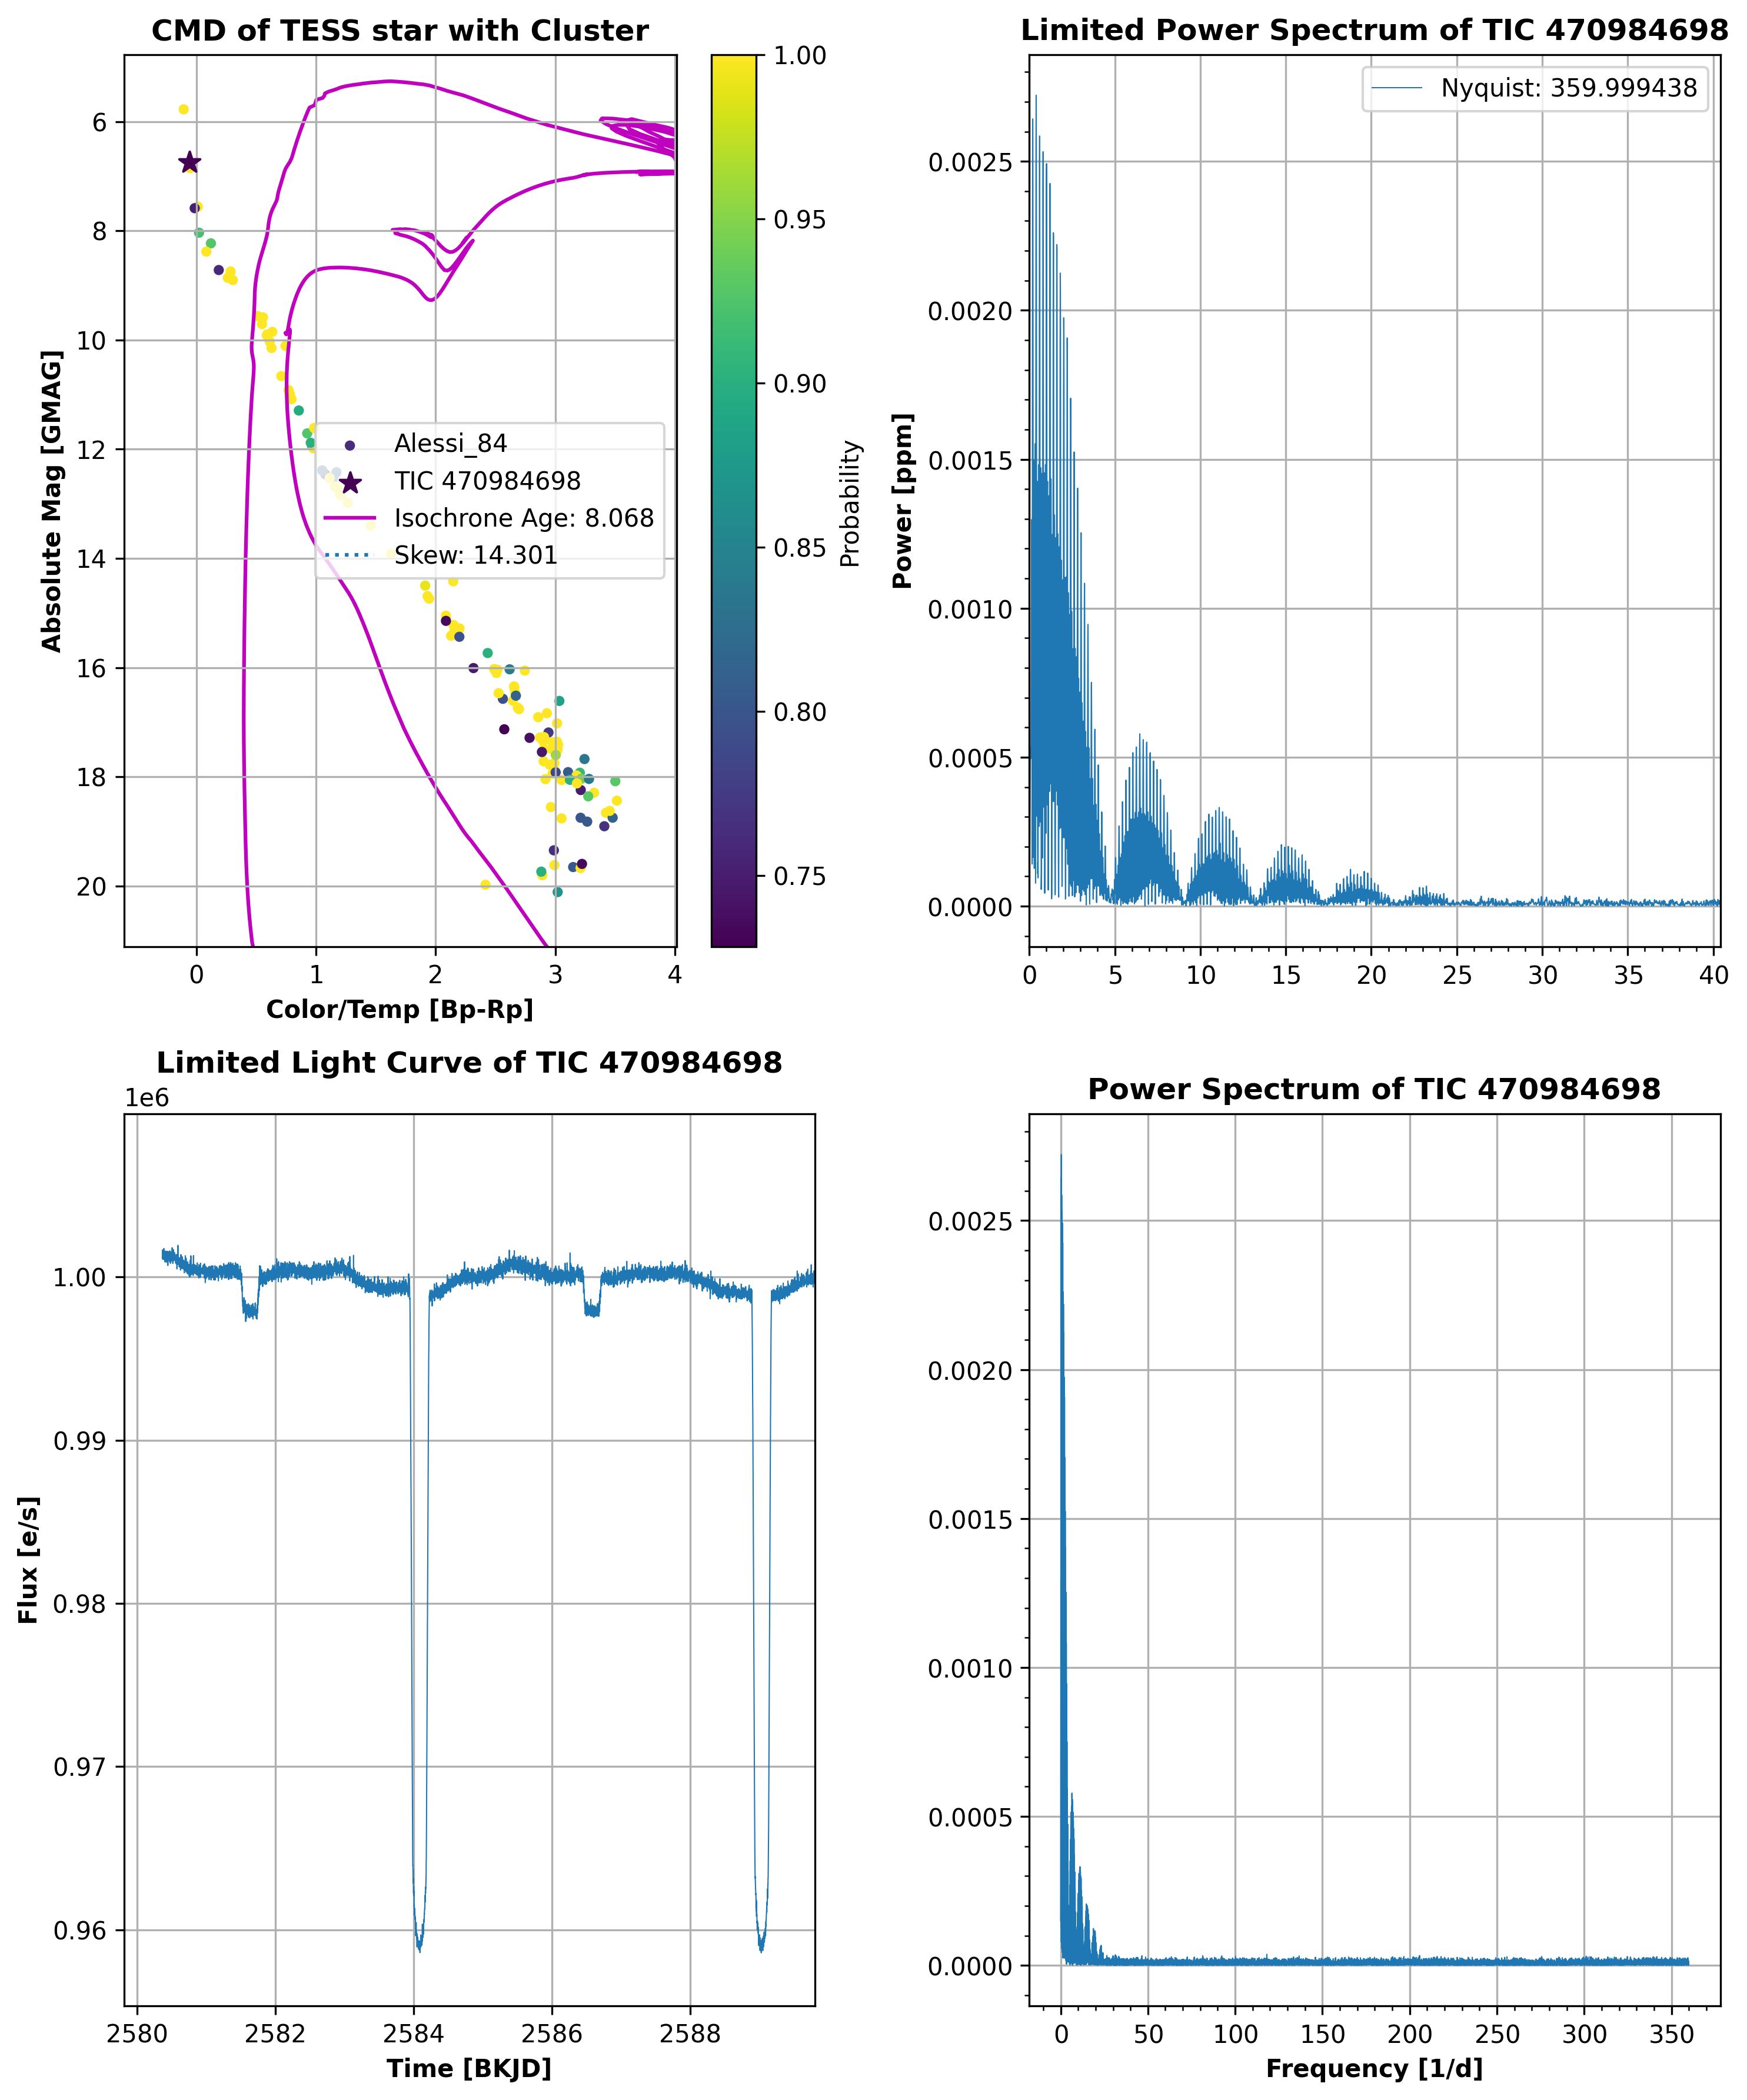 CMD of TESS star with Cluster
6
8
10
12
14
16
18
20
Absolute Mag [GMAG]
0 1 2 3 4
Color/Temp [Bp-Rp]
Alessi_84
TIC 470984698
Isochrone Age: 8.068
Skew: 14.301
1.00
0.95
0.90
0.85
0.80
0.75
Probability
Limited Power Spectrum of TIC 470984698
Nyquist: 359.999438
0.0025
0.0020
0.0015
0.0010
0.0005
0.0000
Power [ppm]
0 5 10 15 20 25 30 35 40
Limited Light Curve of TIC 470984698
1e6
1.00
0.99
0.98
0.97
0.96
Flux [e/s]
2580 2582 2584 2586 2588
Time [BKJD]
Power Spectrum of TIC 470984698
0.0025
0.0020
0.0015
0.0010
0.0005
0.0000
0 50 100 150 200 250 300 350
Frequency [1/d]